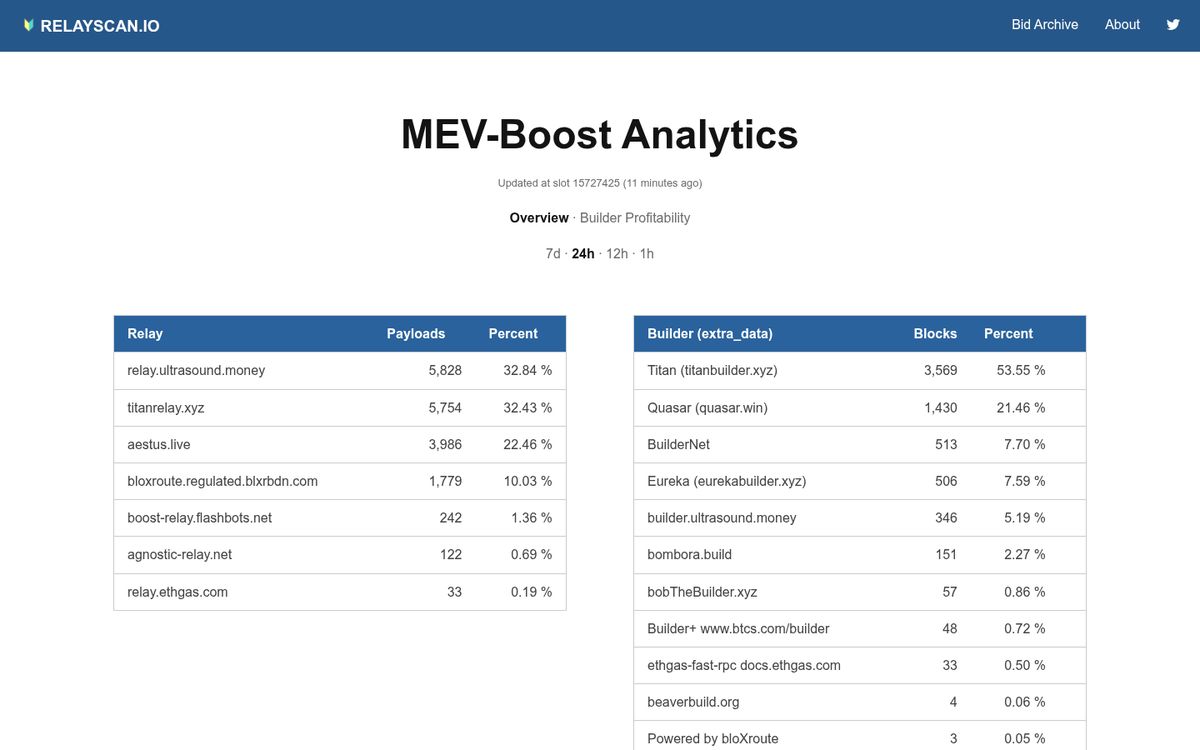 RELAYSCAN.IO
Bid Archive About
MEV-Boost Analytics
Updated at slot 15727425 (11 minutes ago)
Overview · Builder Profitability
7d · 24h · 12h · 1h
Relay Payloads Percent
relay.ultrasound.money 5,828 32.84 %
titanrelay.xyz 5,754 32.43 %
aestus.live 3,986 22.46 %
bloxroute.regulated.blxrbdn.com 1,779 10.03 %
boost-relay.flashbots.net 242 1.36 %
agnostic-relay.net 122 0.69 %
relay.ethgas.com 33 0.19 %
Builder (extra_data) Blocks Percent
Titan (titanbuilder.xyz) 3,569 53.55 %
Quasar (quasar.win) 1,430 21.46 %
BuilderNet 513 7.70 %
Eureka (eurekabuilder.xyz) 506 7.59 %
builder.ultrasound.money 346 5.19 %
bombora.build 151 2.27 %
bobTheBuilder.xyz 57 0.86 %
Builder+ www.btcs.com/builder 48 0.72 %
ethgas-fast-rpc docs.ethgas.com 33 0.50 %
beaverbuild.org 4 0.06 %
Powered by bloXroute 3 0.05 %